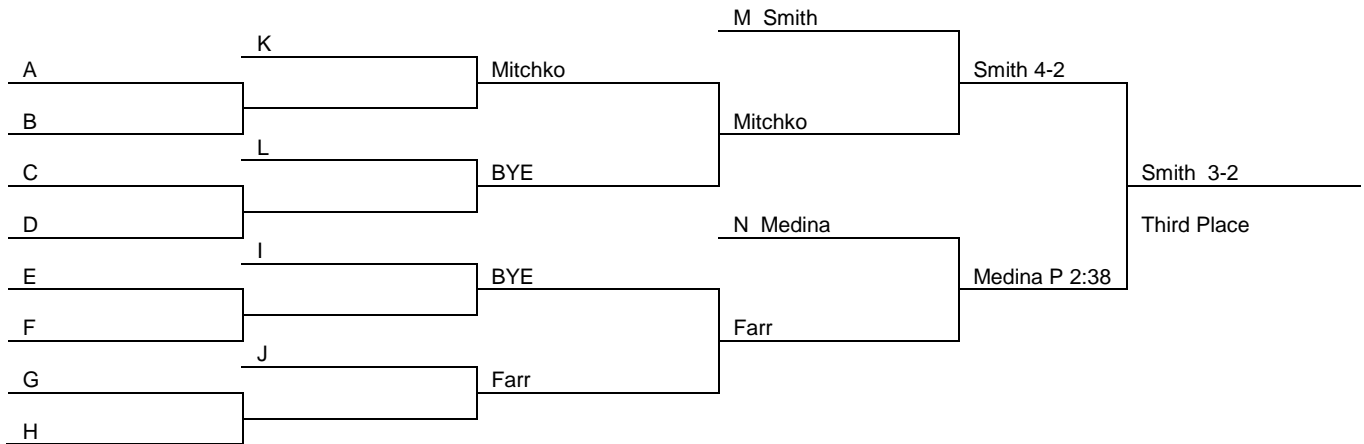 M Smith
K
A
Mitchko
Smith 4-2
B
Mitchko
L
C
BYE
Smith 3-2
D
N Medina
Third Place
I
E
BYE
Medina P 2:38
F
Farr
J
G
Farr
H